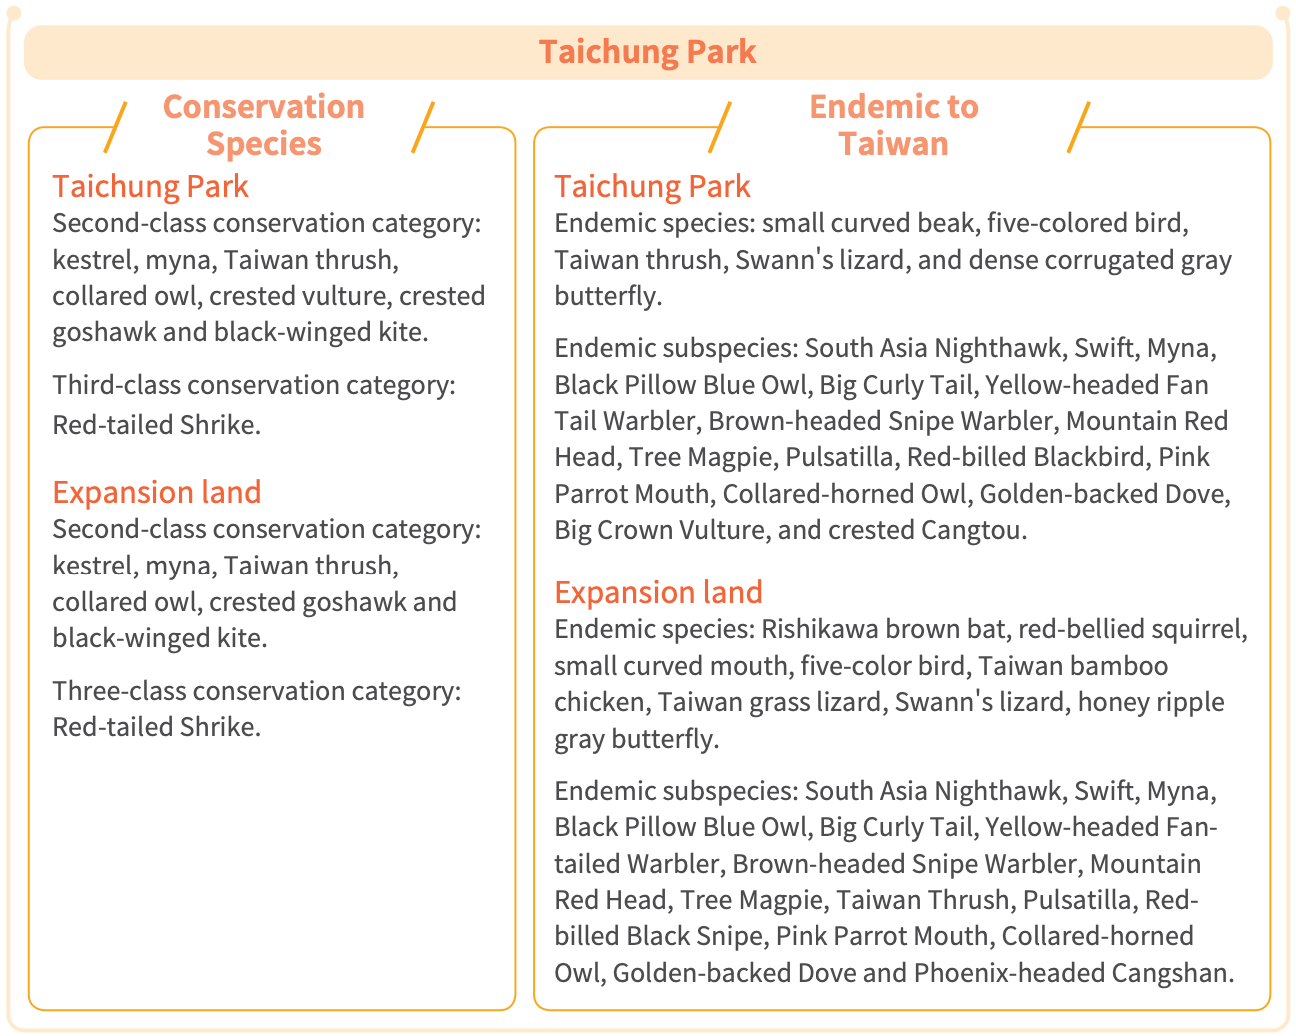 Taichung Park
Conservation
Species
Taichung Park
Second-class conservation category:
kestrel, myna, Taiwan thrush,
collared owl, crested vulture, crested
goshawk and black-winged kite.
Third-class conservation category:
Red-tailed Shrike.
Expansion land
Second-class conservation category:
kestrel, myna, Taiwan thrush,
collared owl, crested goshawk and
black-winged kite.
Three-class conservation category:
Red-tailed Shrike.
Endemic to
Taiwan
Taichung Park
Endemic species: small curved beak, five-colored bird,
Taiwan thrush, Swann's lizard, and dense corrugated gray
butterfly.
Endemic subspecies: South Asia Nighthawk, Swift, Myna,
Black Pillow Blue Owl, Big Curly Tail, Yellow-headed Fan
Tail Warbler, Brown-headed Snipe Warbler, Mountain Red
Head, Tree Magpie, Pulsatilla, Red-billed Blackbird, Pink
Parrot Mouth, Collared-horned Owl, Golden-backed Dove,
Big Crown Vulture, and crested Cangtou.
Expansion land
Endemic species: Rishikawa brown bat, red-bellied squirrel,
small curved mouth, five-color bird, Taiwan bamboo
chicken, Taiwan grass lizard, Swann's lizard, honey ripple
gray butterfly.
Endemic subspecies: South Asia Nighthawk, Swift, Myna,
Black Pillow Blue Owl, Big Curly Tail, Yellow-headed Fan-
tailed Warbler, Brown-headed Snipe Warbler, Mountain
Red Head, Tree Magpie, Taiwan Thrush, Pulsatilla, Red-
billed Black Snipe, Pink Parrot Mouth, Collared-horned
Owl, Golden-backed Dove and Phoenix-headed Cangshan.